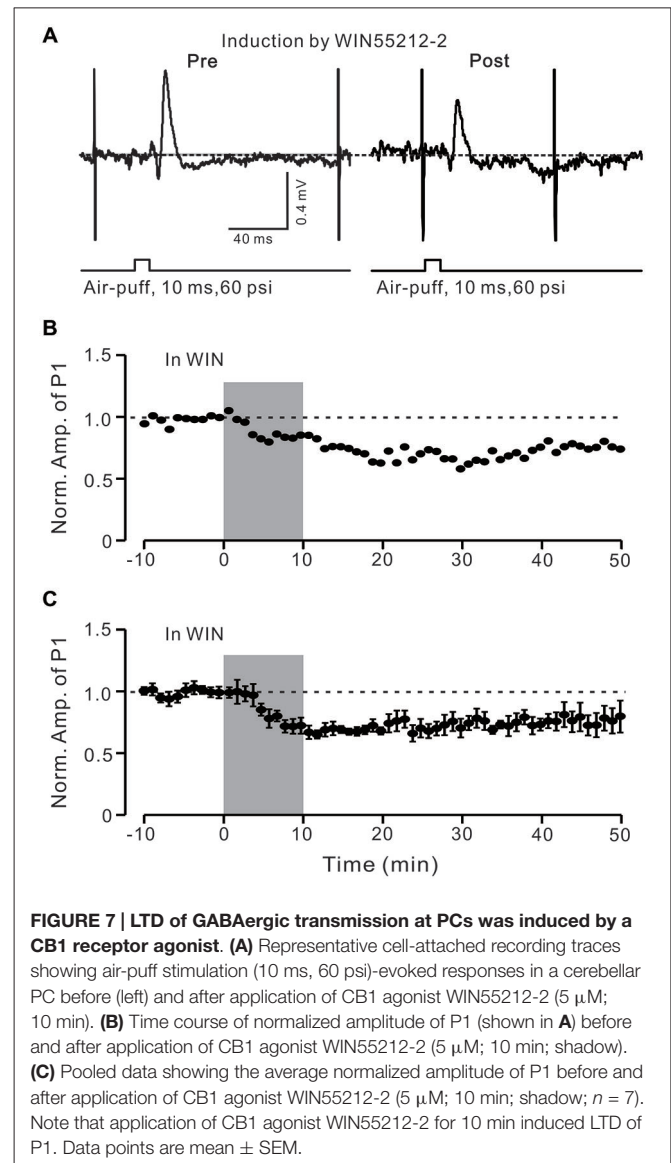 A
Induction by WIN55212-2
Pre
Post
0.4 mV
40 ms
Air-puff, 10 ms,60 psi
Air-puff, 10 ms,60 psi
B
1.5
In WIN
1.0
Norm. Amp. of P1
0.5
0
-10 0 10 20 30 40 50
C
1.5
In WIN
1.0
Norm. Amp. of P1
0.5
0
-10 0 10 20 30 40 50
Time (min)
FIGURE 7 | LTD of GABAergic transmission at PCs was induced by a
CB1 receptor agonist. (A) Representative cell-attached recording traces
showing air-puff stimulation (10 ms, 60 psi)-evoked responses in a cerebellar
PC before (left) and after application of CB1 agonist WIN55212-2 (5 μM;
10 min). (B) Time course of normalized amplitude of P1 (shown in A) before
and after application of CB1 agonist WIN55212-2 (5 μM; 10 min; shadow).
(C) Pooled data showing the average normalized amplitude of P1 before and
after application of CB1 agonist WIN55212-2 (5 μM; 10 min; shadow; n = 7).
Note that application of CB1 agonist WIN55212-2 for 10 min induced LTD of
P1. Data points are mean ± SEM.